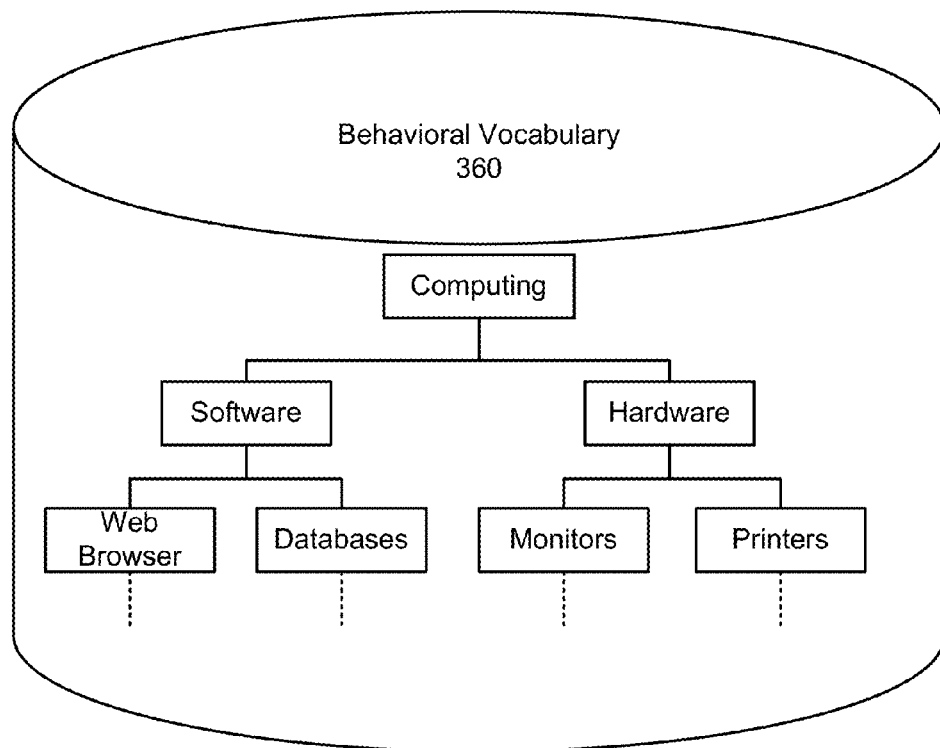 Behavioral Vocabulary
360
Computing
Software
Hardware
Web
Browser
Databases
Monitors
Printers